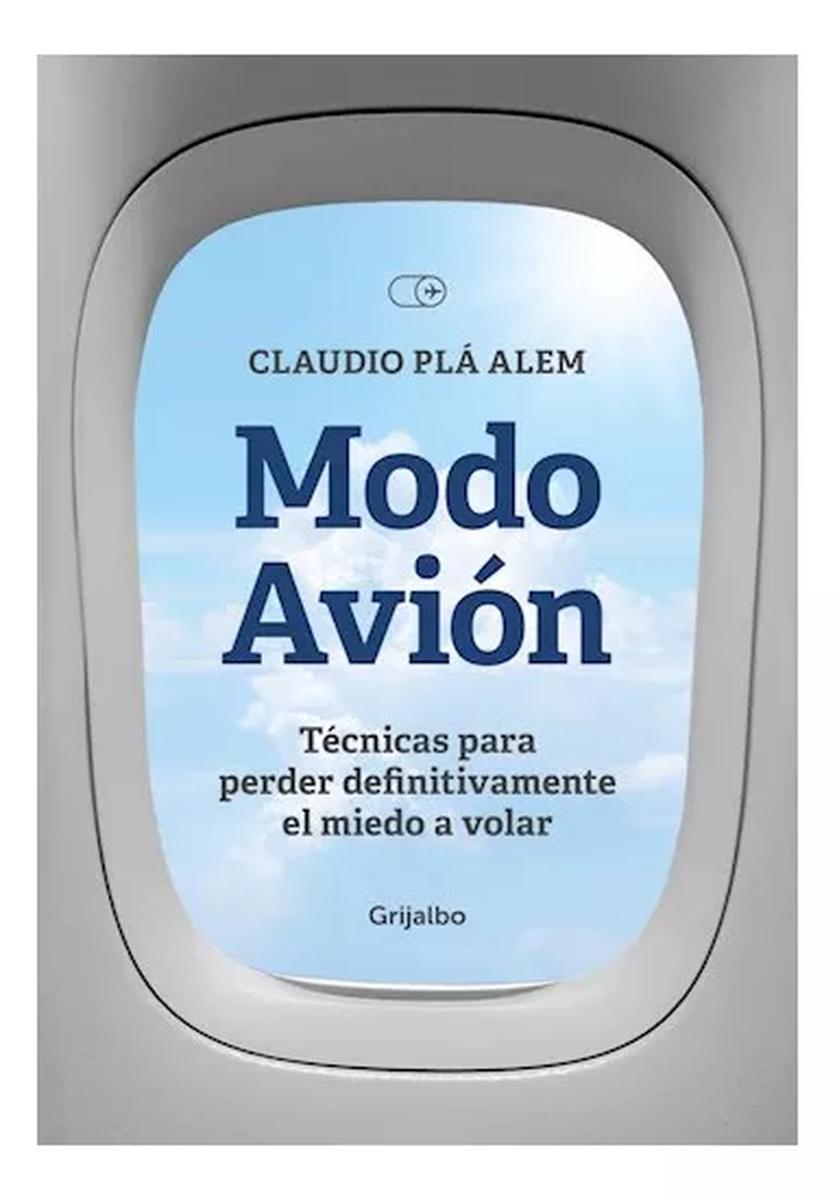 CLAUDIO PLÁ ALEM
Modo
Avión
Técnicas para
perder definitivamente
el miedo a volar
Grijalbo